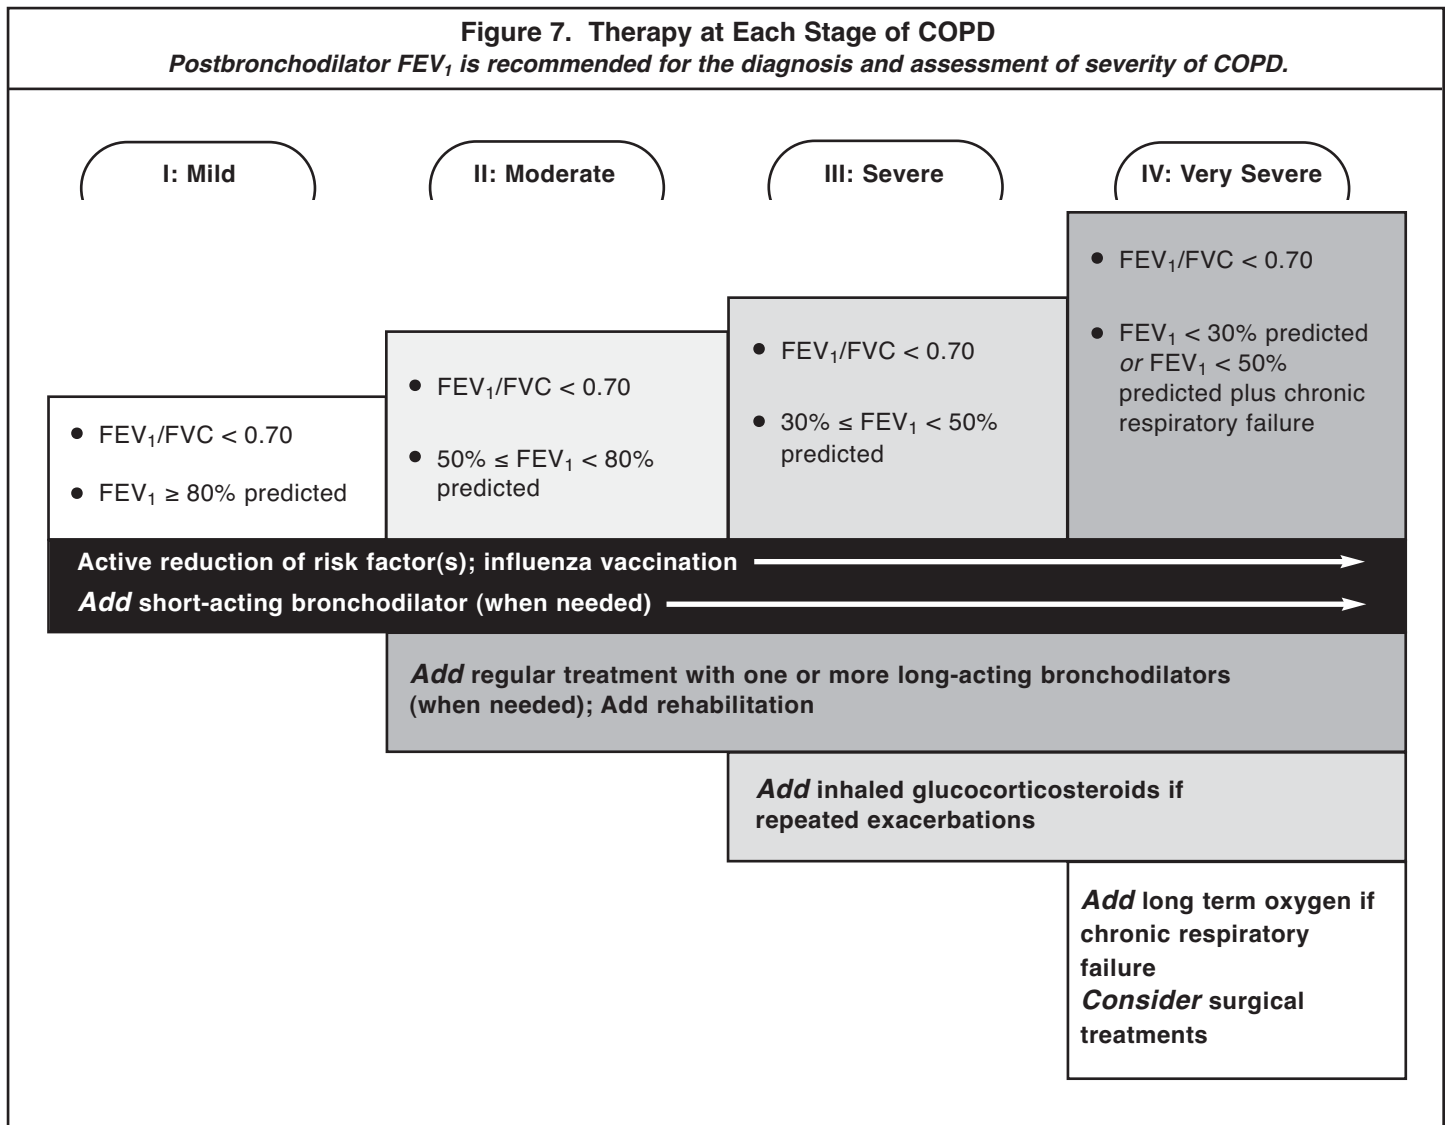 Figure 7.  Therapy at Each Stage of COPD
Postbronchodilator FEV₁ is recommended for the diagnosis and assessment of severity of COPD.
I: Mild
II: Moderate
III: Severe
IV: Very Severe
● FEV₁/FVC < 0.70
● FEV₁ ≥ 80% predicted
● FEV₁/FVC < 0.70
● 50% ≤ FEV₁ < 80%
predicted
● FEV₁/FVC < 0.70
● 30% ≤ FEV₁ < 50%
predicted
● FEV₁/FVC < 0.70
● FEV₁ < 30% predicted
or FEV₁ < 50%
predicted plus chronic
respiratory failure
Active reduction of risk factor(s); influenza vaccination
Add short-acting bronchodilator (when needed)
Add regular treatment with one or more long-acting bronchodilators
(when needed); Add rehabilitation
Add inhaled glucocorticosteroids if
repeated exacerbations
Add long term oxygen if
chronic respiratory
failure
Consider surgical
treatments